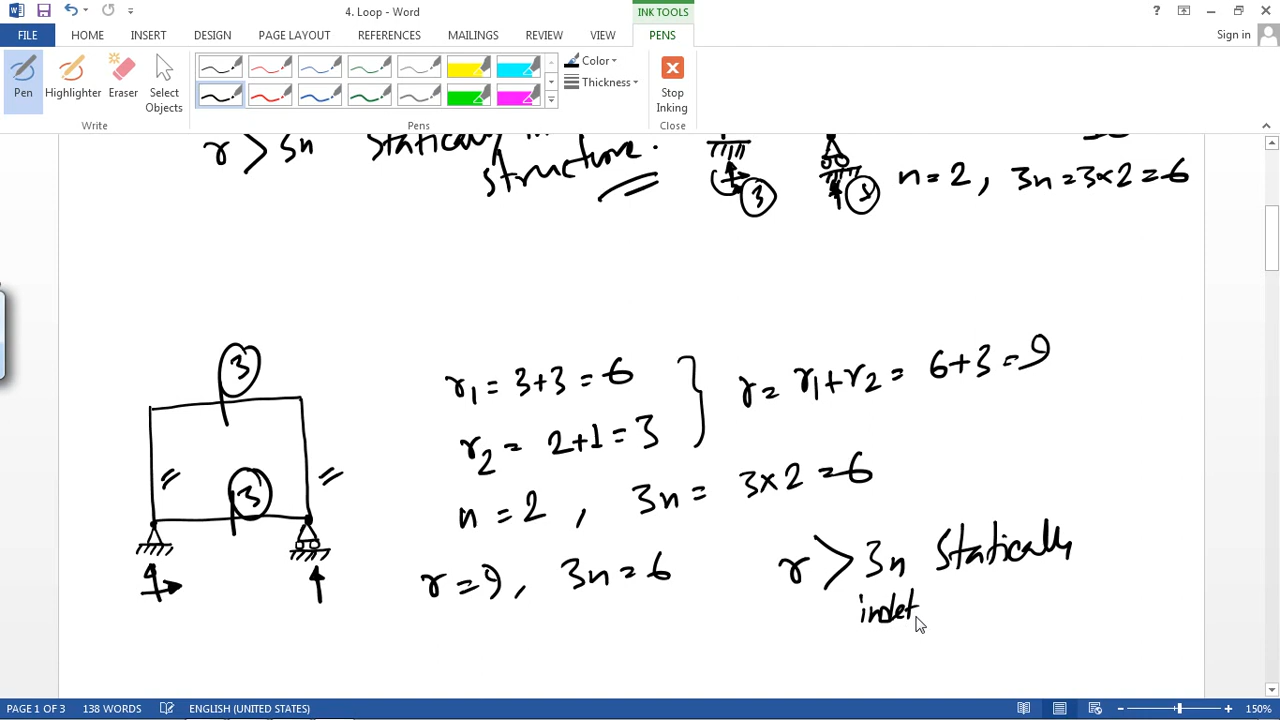 4. Loop - Word
INK TOOLS
FILE HOME INSERT DESIGN PAGE LAYOUT REFERENCES MAILINGS REVIEW VIEW PENS
Sign in
Pen Highlighter Eraser Select Objects
Color
Thickness
Stop Inking
Write Pens Close
r > 3n Statically in
structure.
3 2 n = 2, 3n = 3×2 = 6
3
r1 = 3+3 = 6
r = r1+r2 = 6+3 = 9
r2 = 2+1 = 3
3
n = 2, 3n = 3×2 = 6
r = 9, 3n = 6
r > 3n Statically
indet
PAGE 1 OF 3 138 WORDS ENGLISH (UNITED STATES) 150%